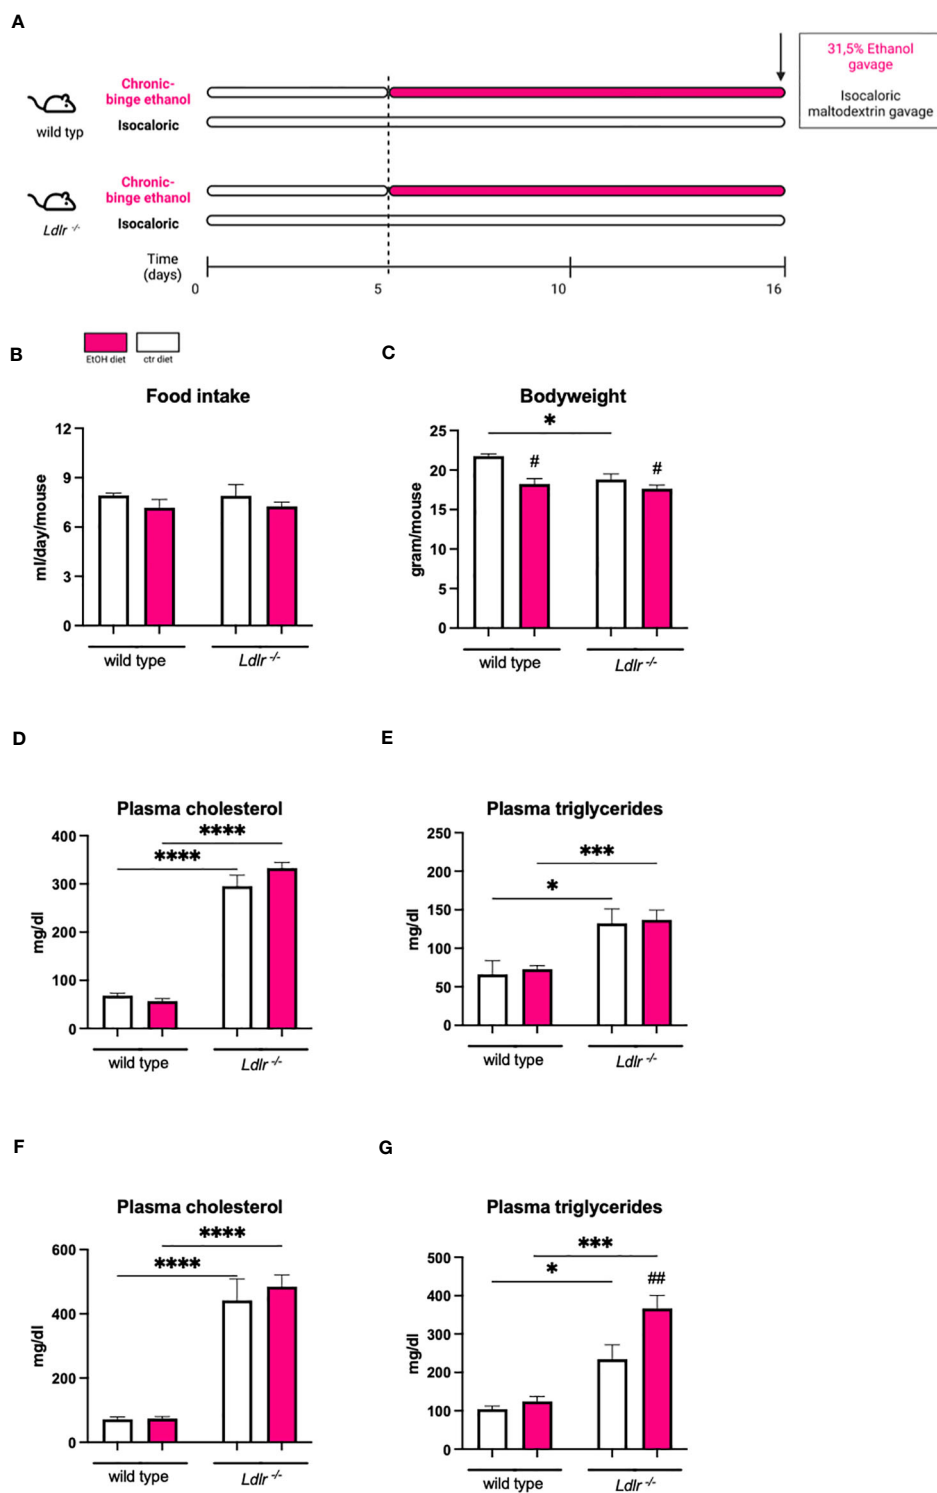 A
31,5% Ethanol
gavage
Isocaloric
maltodextrin gavage
Chronic-
binge ethanol
wild typ
Isocaloric
Chronic-
binge ethanol
Ldlr -/-
Isocaloric
Time
(days)
0 5 10 16
EtOH diet ctr diet
B
Food intake
ml/day/mouse
12
9
6
3
0
wild type Ldlr -/-
C
Bodyweight
*
# #
gram/mouse
25
20
15
10
5
0
wild type Ldlr -/-
D
Plasma cholesterol
****
****
mg/dl
400
300
200
100
0
wild type Ldlr -/-
E
Plasma triglycerides
***
*
mg/dl
250
200
150
100
50
0
wild type Ldlr -/-
F
Plasma cholesterol
****
****
mg/dl
600
400
200
0
wild type Ldlr -/-
G
Plasma triglycerides
***
*
##
mg/dl
500
400
300
200
100
0
wild type Ldlr -/-